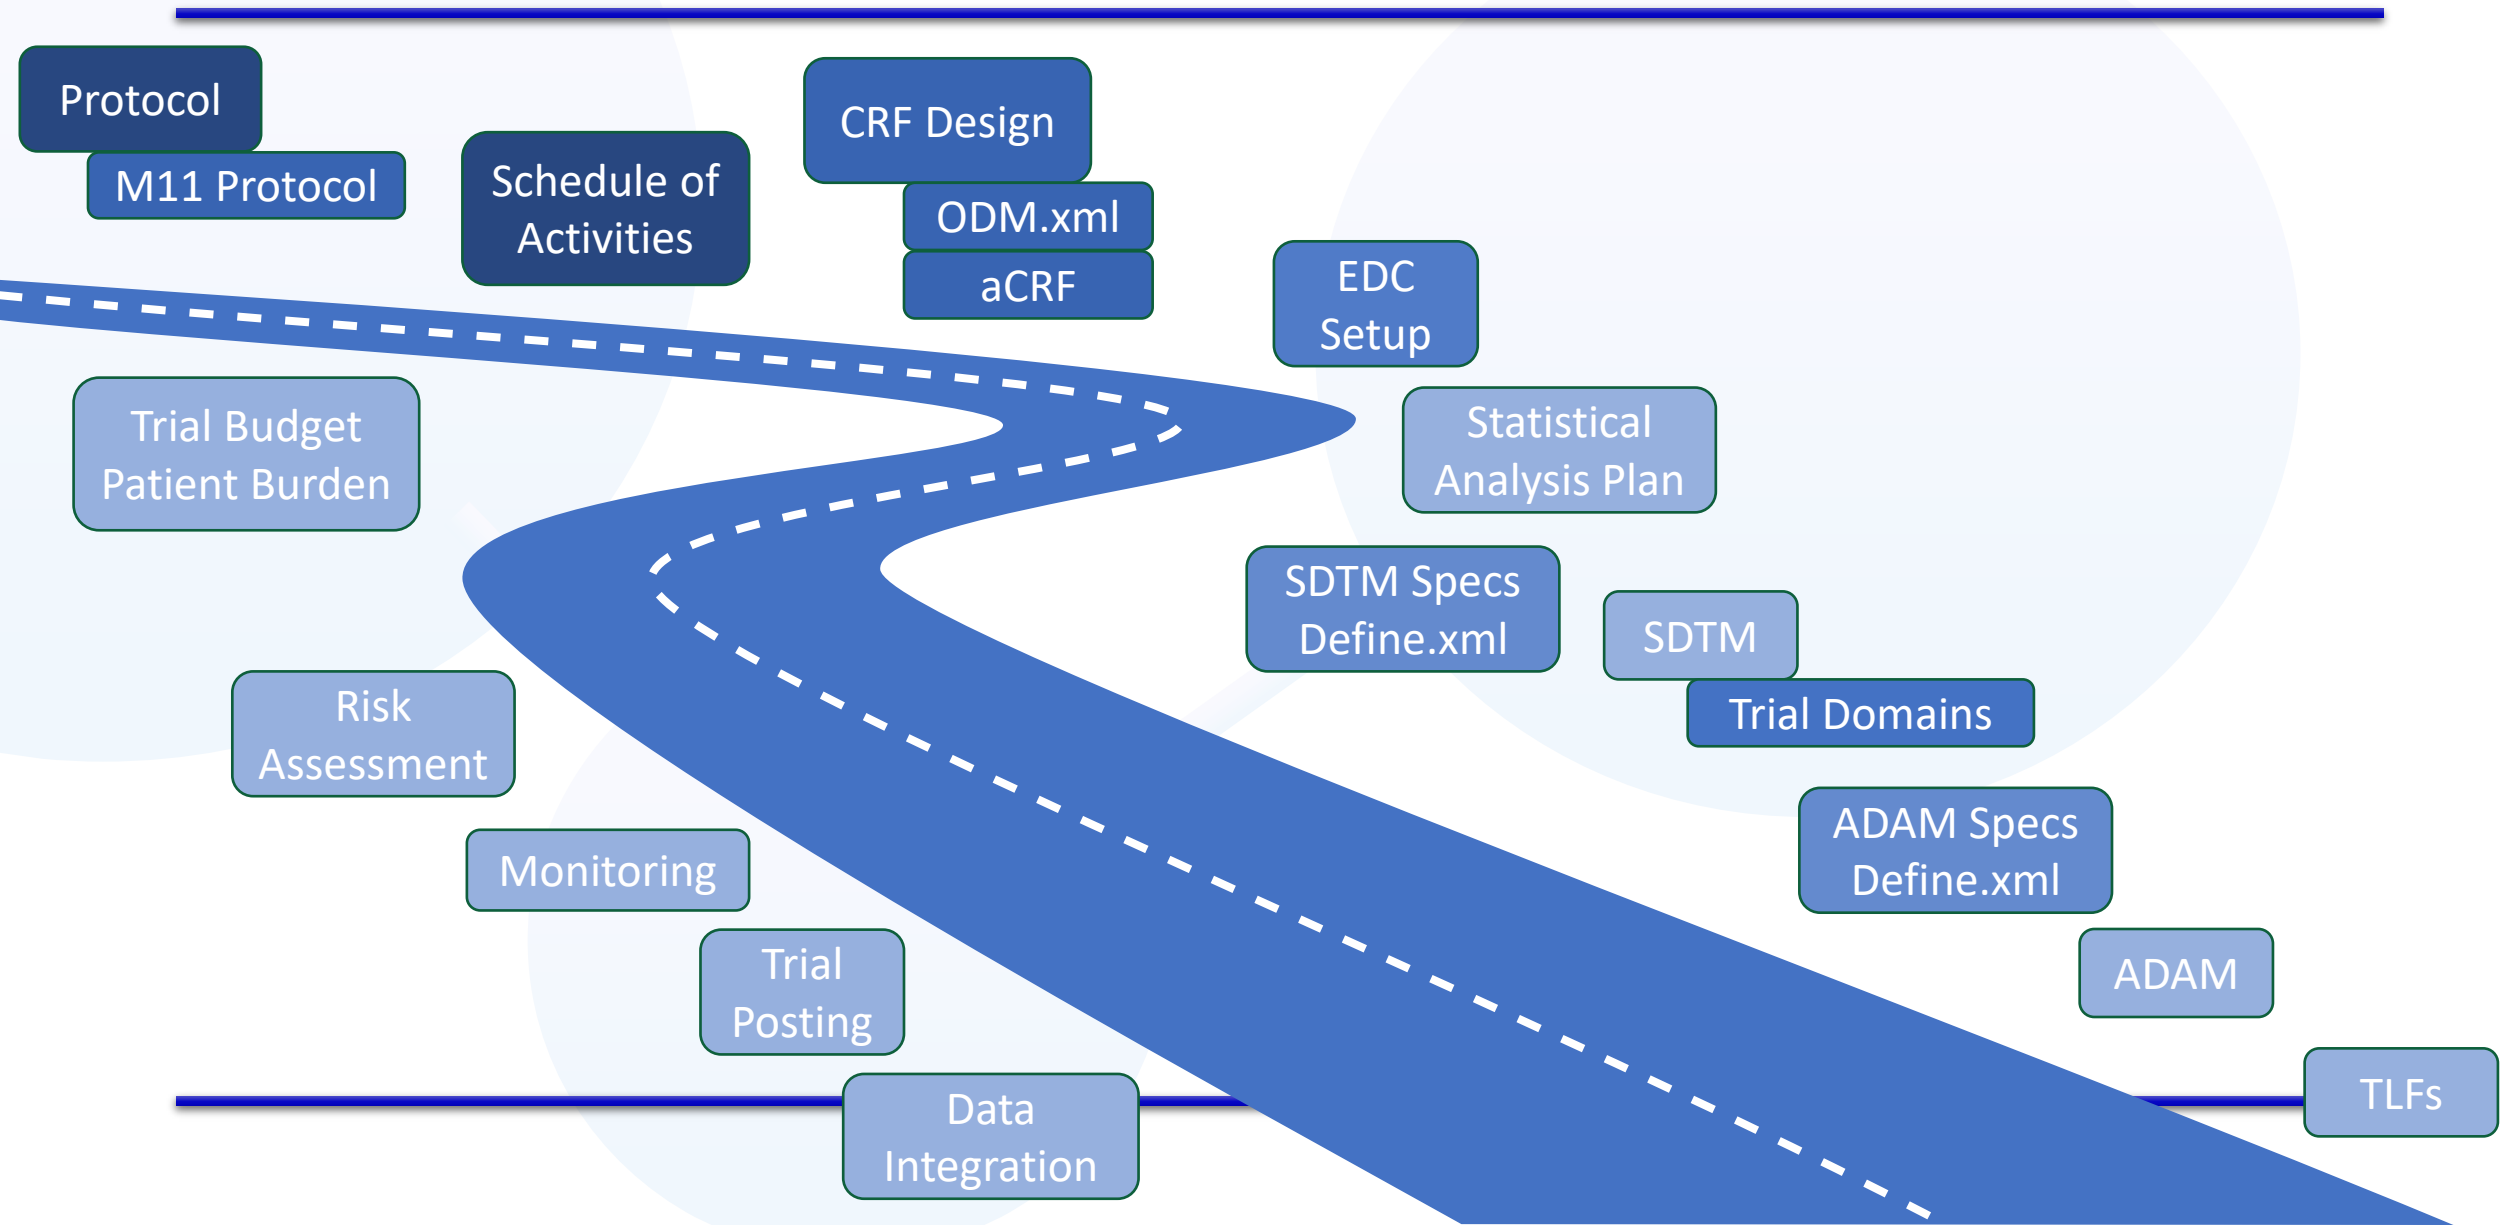 Protocol
M11 Protocol
Schedule of
Activities
CRF Design
ODM.xml
aCRF
EDC
Setup
Trial Budget
Patient Burden
Statistical
Analysis Plan
SDTM Specs
Define.xml
SDTM
Trial Domains
Risk
Assessment
ADAM Specs
Define.xml
Monitoring
Trial
Posting
ADAM
Data
Integration
TLFs